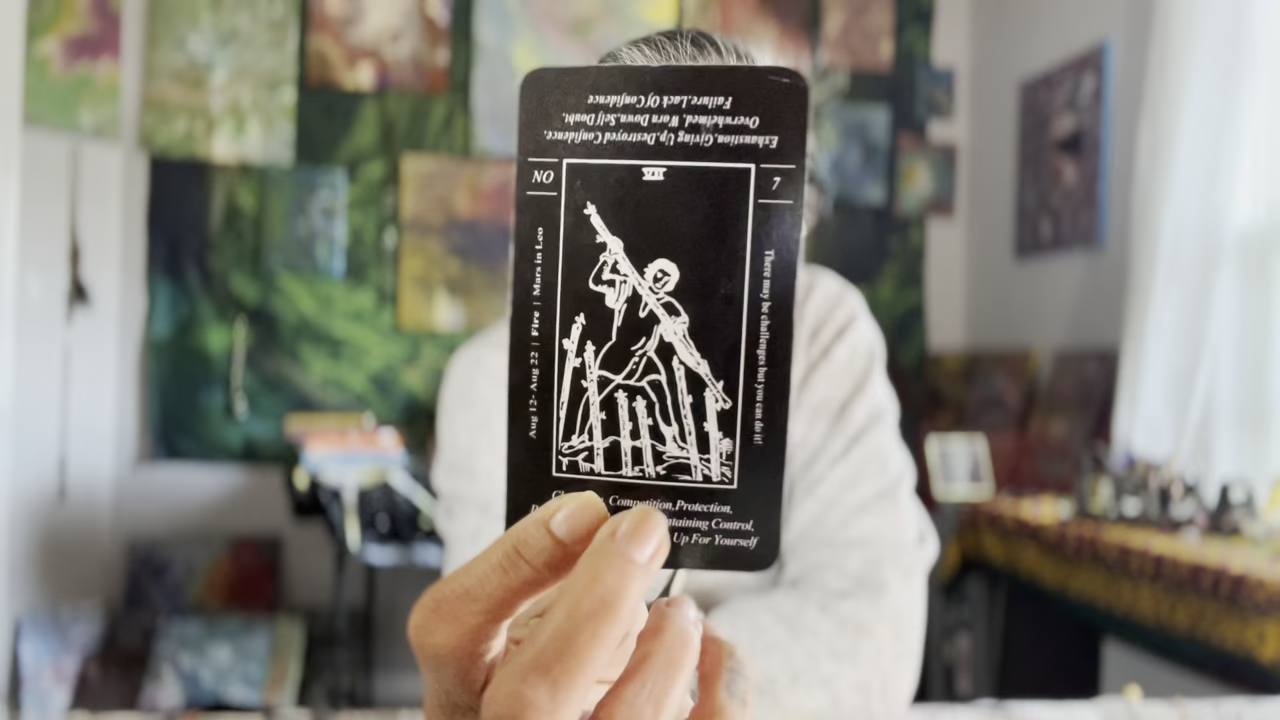 Exhaustion,Giving Up,Destroyed Confidence,
Overwhelmed, Worn Down,Self Doubt,
Failure,Lack Of Confidence
NO
VII
7
Aug 12-Aug 22 | Fire | Mars in Leo
There may be challenges but you can do it!
Competition,Protection,
Control,
Up For Yourself